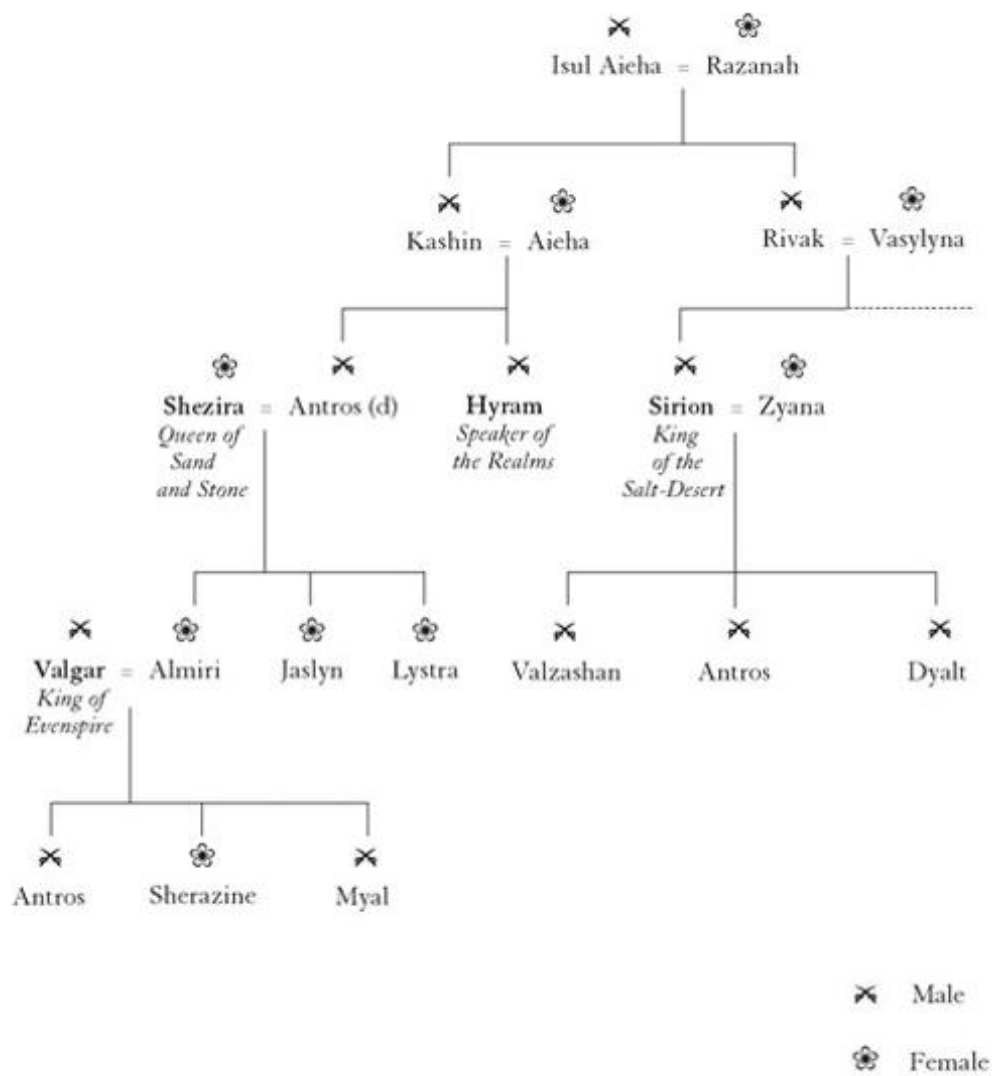 Isul Aieha = Razanah
Kashin = Aieha
Rivak = Vasylyna
Shezira = Antros (d)
Queen of
Sand
and Stone
Hyram
Speaker of
the Realms
Sirion = Zyana
King
of the
Salt-Desert
Valgar = Almiri
King of
Evenspire
Jaslyn
Lystra
Valzashan
Antros
Dyalt
Antros
Sherazine
Myal
Male
Female